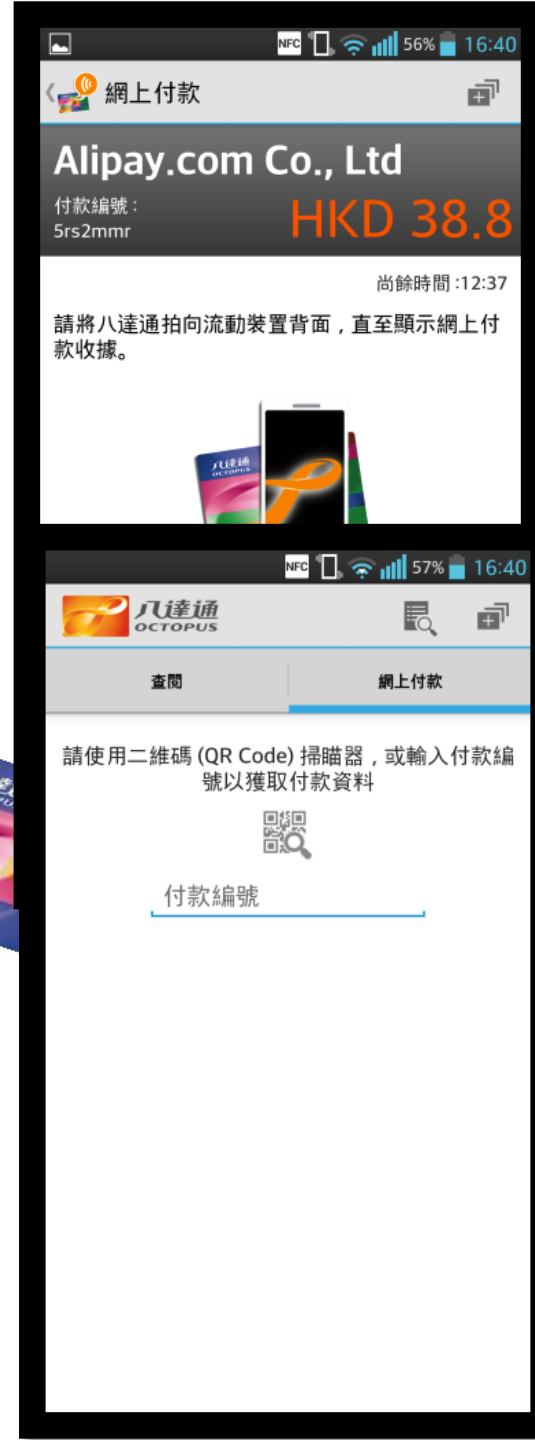 NFC 56% 16:40
網上付款
Alipay.com Co., Ltd
付款編號：
5rs2mmr
HKD 38.8
尚餘時間 :12:37
請將八達通拍向流動裝置背面，直至顯示網上付
款收據。
八達通
OCTOPUS
NFC 57% 16:40
八達通
OCTOPUS
查閱
網上付款
請使用二維碼 (QR Code) 掃瞄器，或輸入付款編
號以獲取付款資料
付款編號